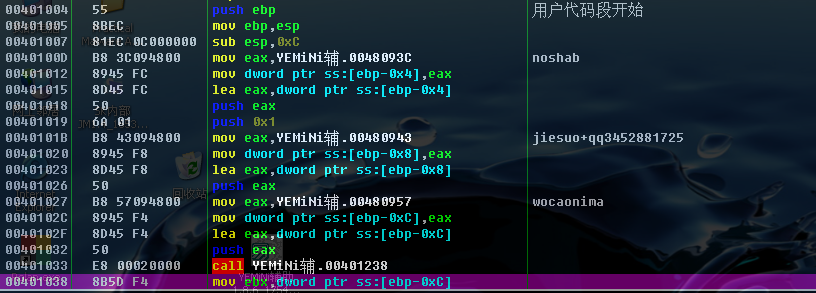 00401004 55 push ebp 用户代码段开始
00401005 8BEC mov ebp,esp
00401007 81EC 0C000000 sub esp,0xC
0040100D B8 3C094800 mov eax,YEMiNi辅.0048093C noshab
00401012 8945 FC mov dword ptr ss:[ebp-0x4],eax
00401015 8D45 FC lea eax,dword ptr ss:[ebp-0x4]
00401018 50 push eax
00401019 6A 01 push 0x1
0040101B B8 43094800 mov eax,YEMiNi辅.00480943 jiesuo+qq3452881725
00401020 8945 F8 mov dword ptr ss:[ebp-0x8],eax
00401023 8D45 F8 lea eax,dword ptr ss:[ebp-0x8]
00401026 50 push eax
00401027 B8 57094800 mov eax,YEMiNi辅.00480957 wocaonima
0040102C 8945 F4 mov dword ptr ss:[ebp-0xC],eax
0040102F 8D45 F4 lea eax,dword ptr ss:[ebp-0xC]
00401032 50 push eax
00401033 E8 00020000 call YEMiNi辅.00401238
00401038 8B5D F4 mov ebx,dword ptr ss:[ebp-0xC]
回收站